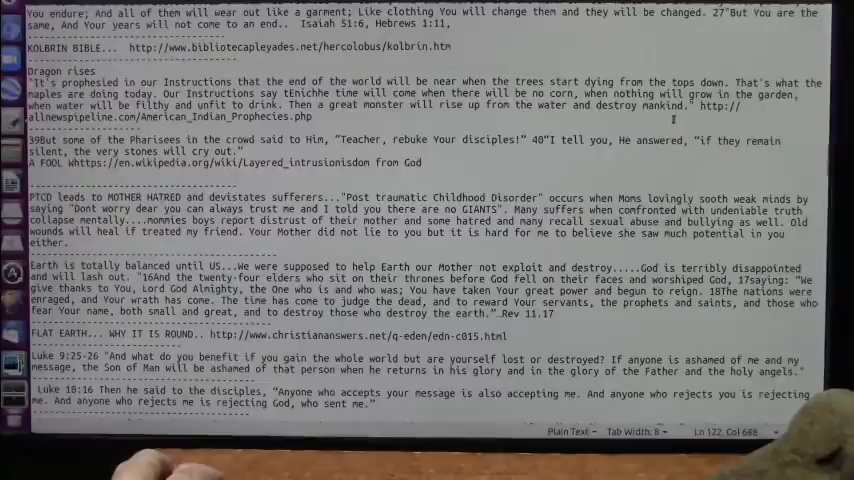 You endure; And all of them will wear out like a garment; Like clothing You will change them and they will be changed. 27"But You are the
same, And Your years will not come to an end.. Isaiah 51:6, Hebrews 1:11,
------------------------------------
KOLBRIN BIBLE... http://www.bibliotecapleyades.net/hercolobus/kolbrin.htm
--------------------------------------
Dragon rises
"It's prophesied in our Instructions that the end of the world will be near when the trees start dying from the tops down. That's what the
maples are doing today. Our Instructions say tEnichhe time will come when there will be no corn, when nothing will grow in the garden,
when water will be filthy and unfit to drink. Then a great monster will rise up from the water and destroy mankind." http://
allnewspipeline.com/American_Indian_Prophecies.php
--------------------------------------
39But some of the Pharisees in the crowd said to Him, “Teacher, rebuke Your disciples!” 40“I tell you, He answered, “if they remain
silent, the very stones will cry out.”
A FOOL Whttps://en.wikipedia.org/wiki/Layered_intrusionisdom from God
--------------------------------------
PTCD leads to MOTHER HATRED and devistates sufferers..."Post traumatic Childhood Disorder" occurs when Moms lovingly sooth weak minds by
saying "Dont worry dear you can always trust me and I told you there are no GIANTS". Many suffers when comfronted with undeniable truth
collapse mentally....mommies boys report distrust of their mother and some hatred and many recall sexual abuse and bullying as well. Old
wounds will heal if treated my friend. Your Mother did not lie to you but it is hard for me to believe she saw much potential in you
either.
---------------------------------------------
Earth is totally balanced until US...We were supposed to help Earth our Mother not exploit and destroy.....God is terribly disappointed
and will lash out. "16And the twenty-four elders who sit on their thrones before God fell on their faces and worshiped God, 17saying: “We
give thanks to You, Lord God Almighty, the One who is and who was; You have taken Your great power and begun to reign. 18The nations were
enraged, and Your wrath has come. The time has come to judge the dead, and to reward Your servants, the prophets and saints, and those who
fear Your name, both small and great, and to destroy those who destroy the earth.”_Rev 11.17
--------------------------------------------
FLAT EARTH... WHY IT IS ROUND.. http://www.christiananswers.net/q-eden/edn-c015.html
--------------------------------------------
Luke 9:25-26 "And what do you benefit if you gain the whole world but are yourself lost or destroyed? If anyone is ashamed of me and my
message, the Son of Man will be ashamed of that person when he returns in his glory and in the glory of the Father and the holy angels."
--------------------------------------------
Luke 10:16 Then he said to the disciples, “Anyone who accepts your message is also accepting me. And anyone who rejects you is rejecting
me. And anyone who rejects me is rejecting God, who sent me.”
----------------------------------------
Plain Text Tab Width: 8 Ln 122, Col 688